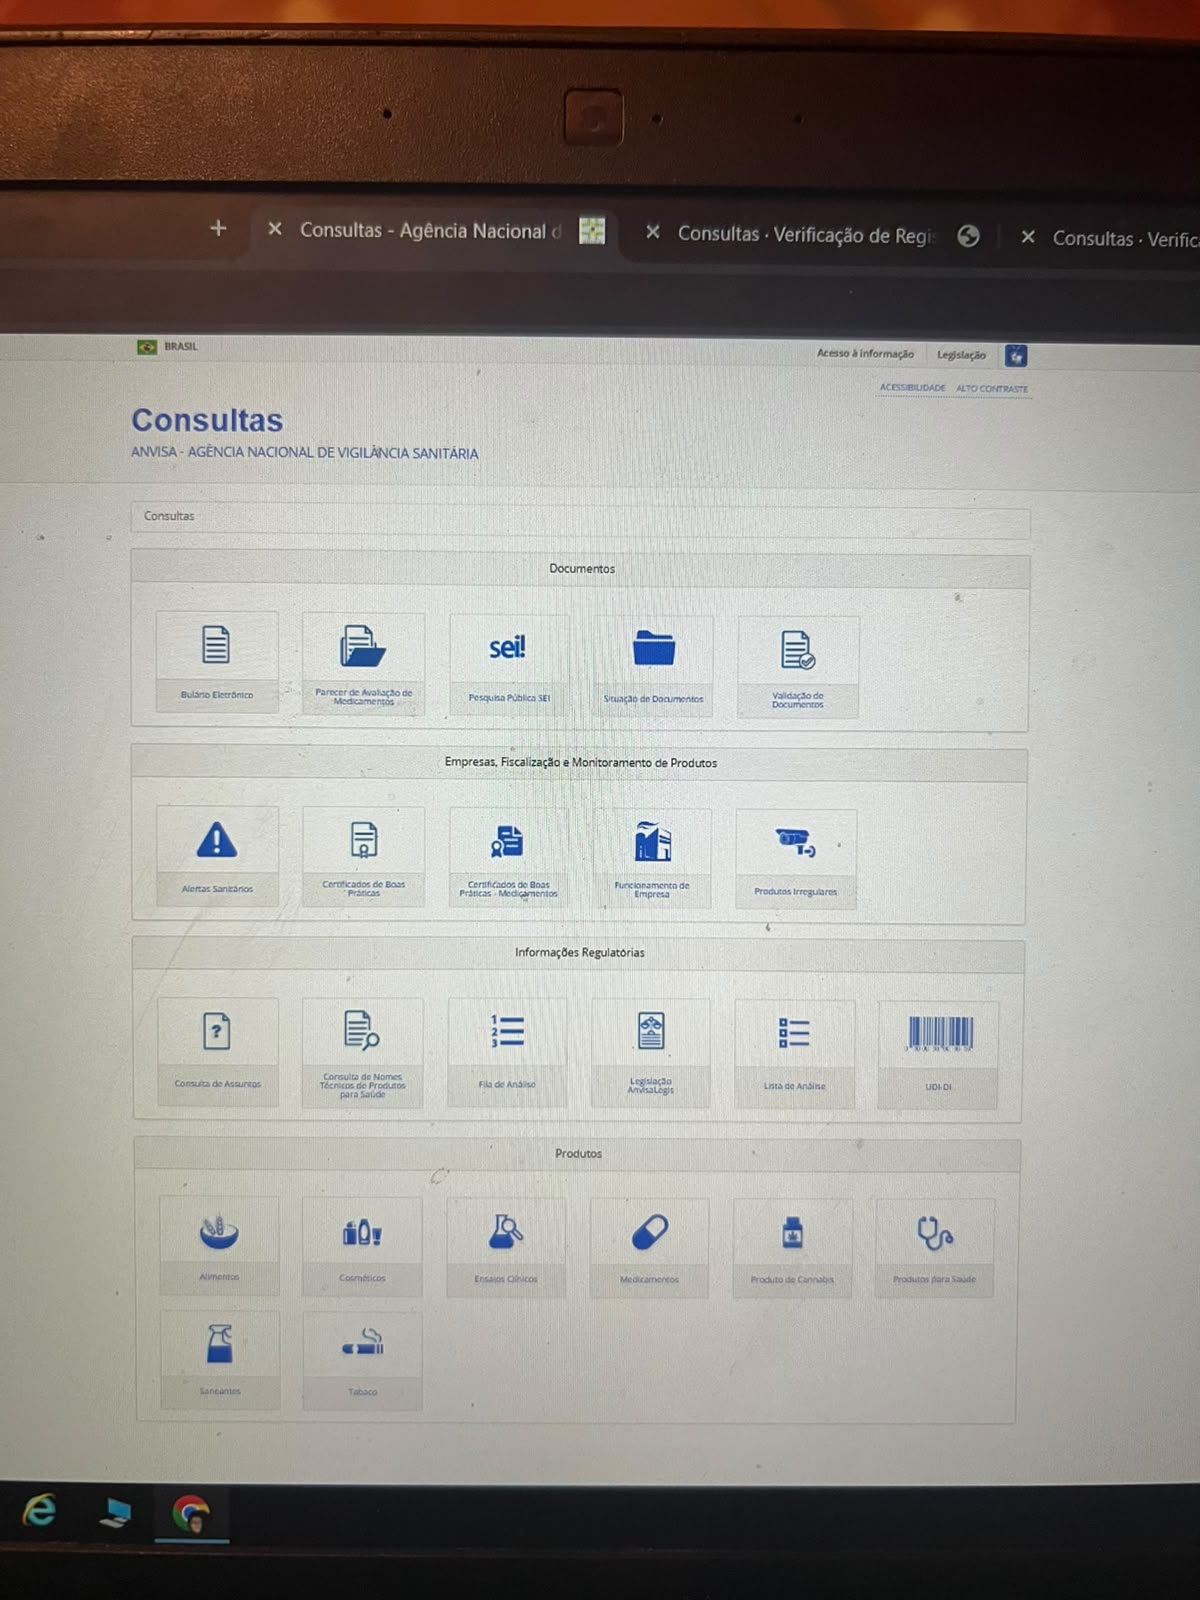 Consultas - Agência Nacional d
Consultas · Verificação de Regis
Consultas · Verific
BRASIL
Acesso à informação
Legislação
ACESSIBILIDADE
ALTO CONTRASTE
Consultas
ANVISA - AGÊNCIA NACIONAL DE VIGILÂNCIA SANITÁRIA
Consultas
Documentos
sei!
Bulário Eletrônico
Parecer de Avaliação de
Medicamentos
Pesquisa Pública SEI
Situação de Documentos
Validação de
Documentos
Empresas, Fiscalização e Monitoramento de Produtos
Alertas Sanitários
Certificados de Boas
Práticas
Certificados de Boas
Práticas - Medicamentos
Funcionamento de
Empresa
Produtos Irregulares
Informações Regulatórias
Consulta de Assuntos
Consulta de Nomes
Técnicos de Produtos
para Saúde
Fila de Análise
Legislação
AnvisaLegis
Lista de Análise
UDI-DI
Produtos
Alimentos
Cosméticos
Ensaios Clínicos
Medicamentos
Produto de Cannabis
Produtos para Saúde
Saneantes
Tabaco